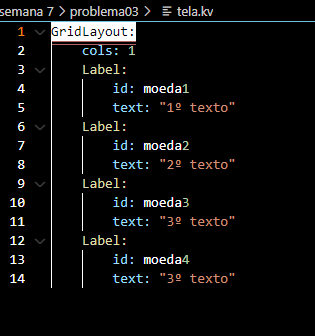 semana 7 > problema03 > tela.kv
1 GridLayout:
2 cols: 1
3 Label:
4 id: moeda1
5 text: "1º texto"
6 Label:
7 id: moeda2
8 text: "2º texto"
9 Label:
10 id: moeda3
11 text: "3º texto"
12 Label:
13 id: moeda4
14 text: "3º texto"